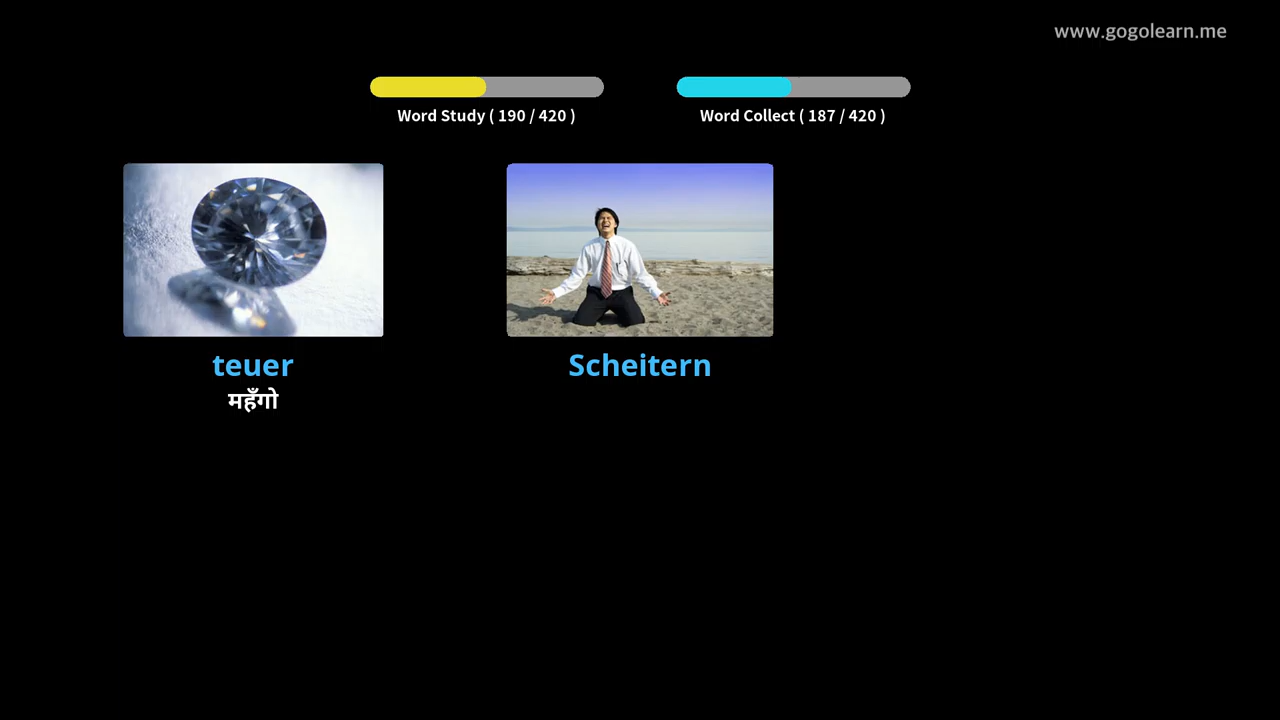 www.gogolearn.me
Word Study ( 190 / 420 )
Word Collect ( 187 / 420 )
teuer
महँगो
Scheitern